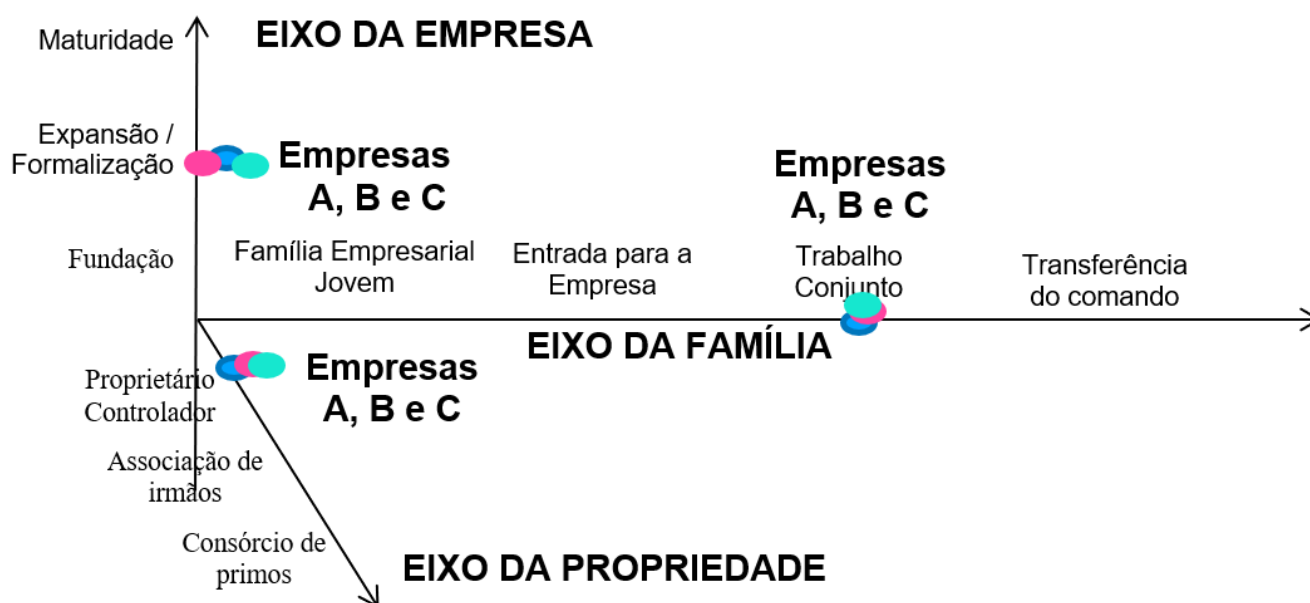 Maturidade
EIXO DA EMPRESA
Expansão /
Formalização
Empresas
A, B e C
Empresas
A, B e C
Fundação
Família Empresarial
Jovem
Entrada para a
Empresa
Trabalho
Conjunto
Transferência
do comando
EIXO DA FAMÍLIA
Proprietário
Controlador
Empresas
A, B e C
Associação de
irmãos
Consórcio de
primos
EIXO DA PROPRIEDADE